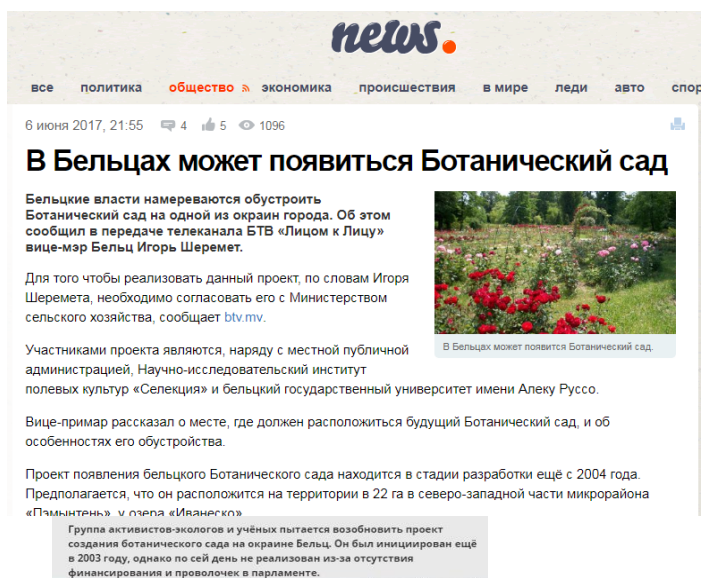 news.
все политика общество экономика происшествия в мире леди авто спор
6 июня 2017, 21:55 4 5 1096
В Бельцах может появиться Ботанический сад
Бельцкие власти намереваются обустроить
Ботанический сад на одной из окраин города. Об этом
сообщил в передаче телеканала БТВ «Лицом к Лицу»
вице-мэр Бельц Игорь Шеремет.
Для того чтобы реализовать данный проект, по словам Игоря
Шеремета, необходимо согласовать его с Министерством
сельского хозяйства, сообщает btv.mv.
В Бельцах может появится Ботанический сад.
Участниками проекта являются, наряду с местной публичной
администрацией, Научно-исследовательский институт
полевых культур «Селекция» и бельцкий государственный университет имени Алеку Руссо.
Вице-примар рассказал о месте, где должен расположиться будущий Ботанический сад, и об
особенностях его обустройства.
Проект появления бельцкого Ботанического сада находится в стадии разработки ещё с 2004 года.
Предполагается, что он расположится на территории в 22 га в северо-западной части микрорайона
«Пэмынтень», у озера «Иванеско»
Группа активистов-экологов и учёных пытается возобновить проект
создания ботанического сада на окраине Бельц. Он был инициирован ещё
в 2003 году, однако по сей день не реализован из-за отсутствия
финансирования и проволочек в парламенте.